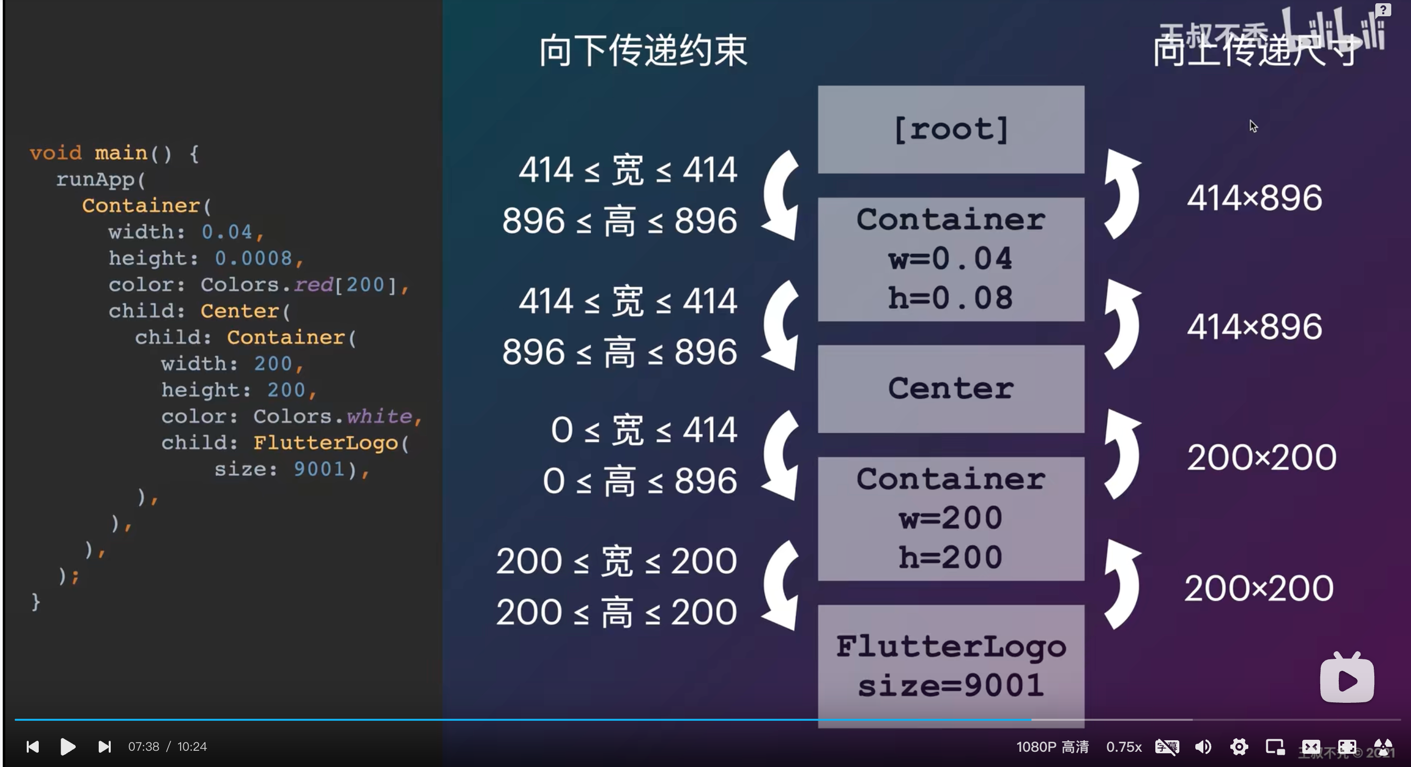 王叔不秃 bilibili
?
向下传递约束
向上传递尺寸
void main() {
runApp(
Container(
width: 0.04,
height: 0.0008,
color: Colors.red[200],
child: Center(
child: Container(
width: 200,
height: 200,
color: Colors.white,
child: FlutterLogo(
size: 9001),
),
),
),
);
}
414 ≤ 宽 ≤ 414
896 ≤ 高 ≤ 896
414 ≤ 宽 ≤ 414
896 ≤ 高 ≤ 896
0 ≤ 宽 ≤ 414
0 ≤ 高 ≤ 896
200 ≤ 宽 ≤ 200
200 ≤ 高 ≤ 200
[root]
Container
w=0.04
h=0.08
Center
Container
w=200
h=200
FlutterLogo
size=9001
414×896
414×896
200×200
200×200
07:38 / 10:24
1080P 高清
0.75x
王叔不秃 © 2021